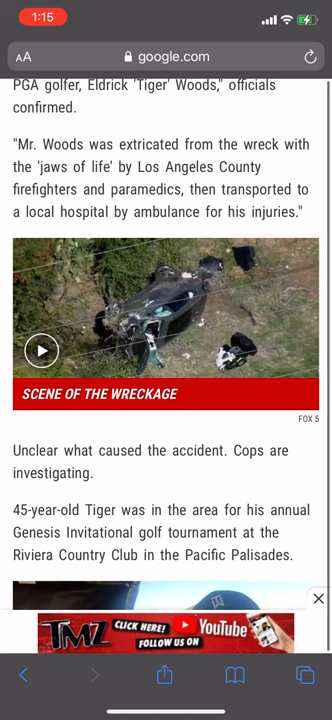 1:15
AA google.com
PGA golfer, Eldrick 'Tiger' Woods," officials
confirmed.
"Mr. Woods was extricated from the wreck with
the 'jaws of life' by Los Angeles County
firefighters and paramedics, then transported to
a local hospital by ambulance for his injuries."
SCENE OF THE WRECKAGE
FOX 5
Unclear what caused the accident. Cops are
investigating.
45-year-old Tiger was in the area for his annual
Genesis Invitational golf tournament at the
Riviera Country Club in the Pacific Palisades.
TMZ CLICK HERE! YouTube
FOLLOW US ON